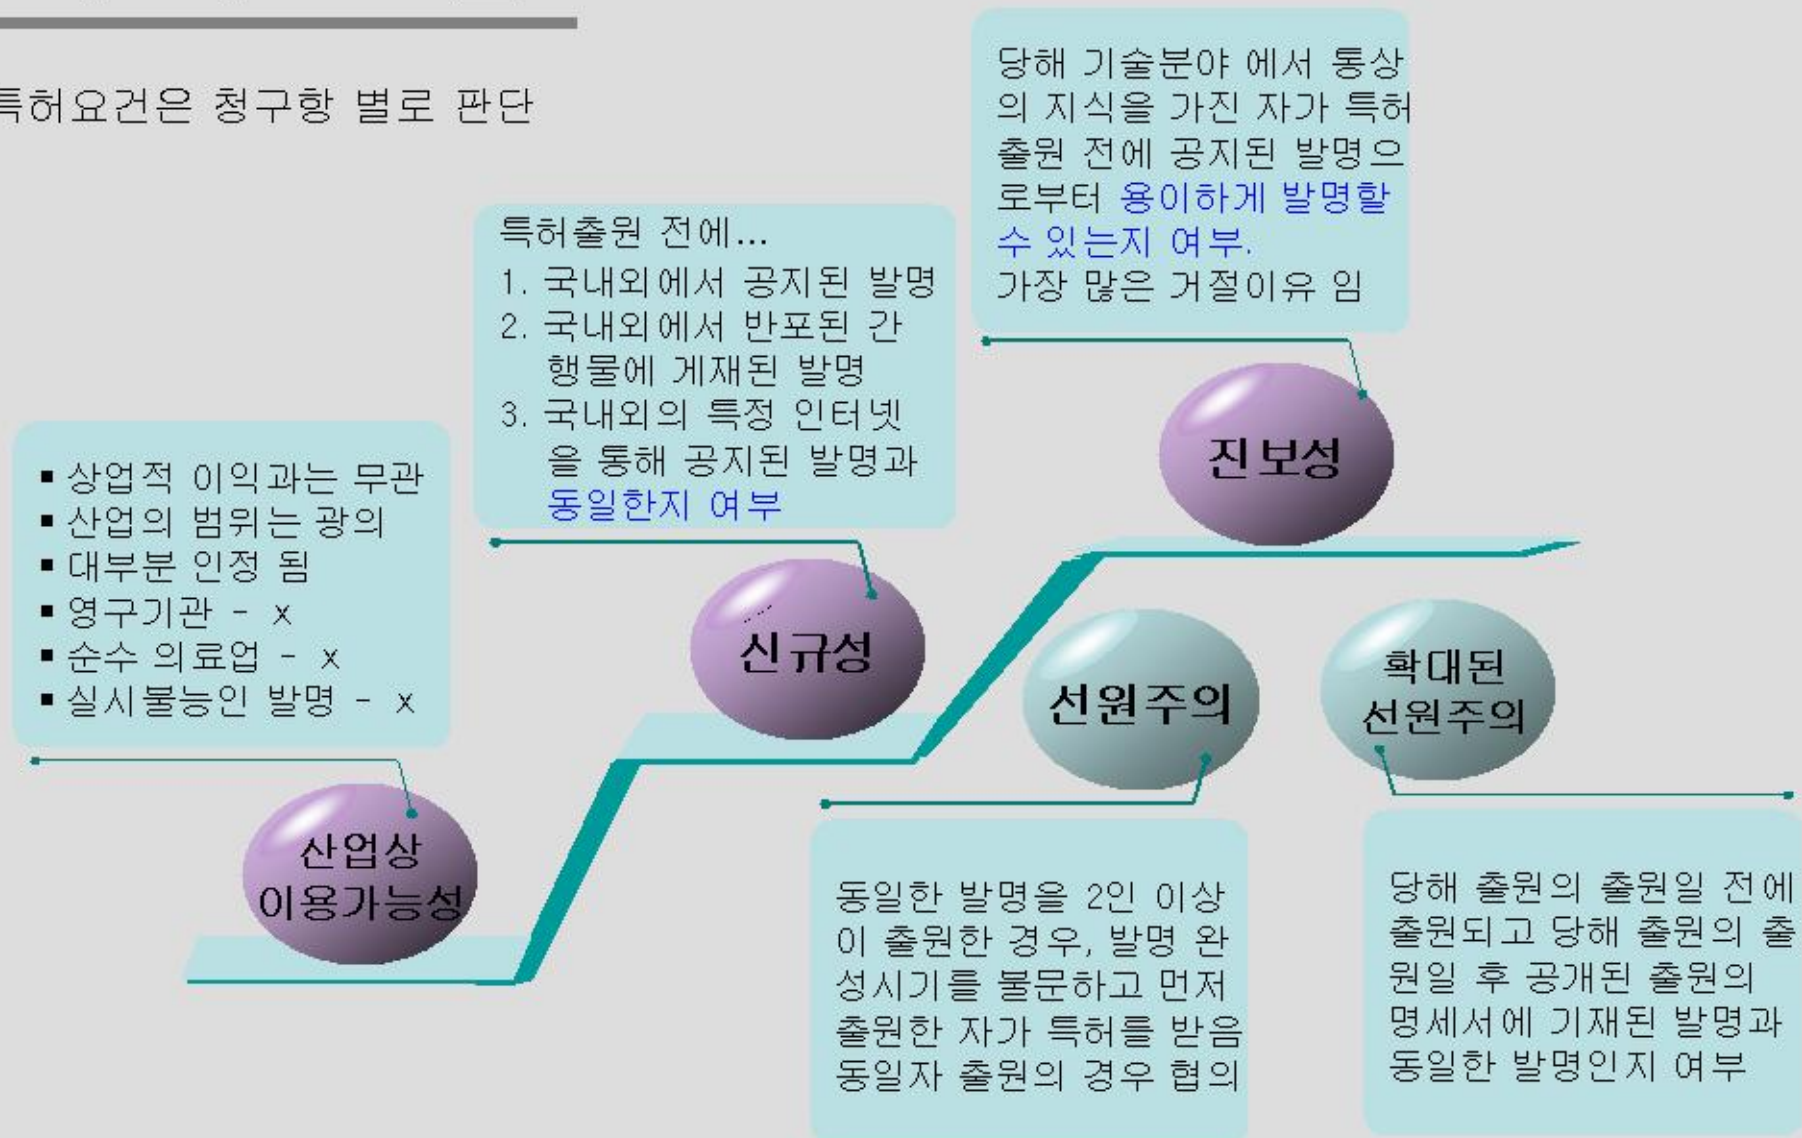 특허요건은 청구항 별로 판단
당해 기술분야 에서 통상
의 지식을 가진 자가 특허
출원 전에 공지된 발명으
로부터 용이하게 발명할
수 있는지 여부.
가장 많은 거절이유 임
특허출원 전에...
1. 국내외에서 공지된 발명
2. 국내외에서 반포된 간
행물에 게재된 발명
3. 국내외의 특정 인터넷
을 통해 공지된 발명과
동일한지 여부
▪ 상업적 이익과는 무관
▪ 산업의 범위는 광의
▪ 대부분 인정 됨
▪ 영구기관 - x
▪ 순수 의료업 - x
▪ 실시불능인 발명 - x
진보성
신규성
선원주의
확대된
선원주의
산업상
이용가능성
동일한 발명을 2인 이상
이 출원한 경우, 발명 완
성시기를 불문하고 먼저
출원한 자가 특허를 받음
동일자 출원의 경우 협의
당해 출원의 출원일 전에
출원되고 당해 출원의 출
원일 후 공개된 출원의
명세서에 기재된 발명과
동일한 발명인지 여부